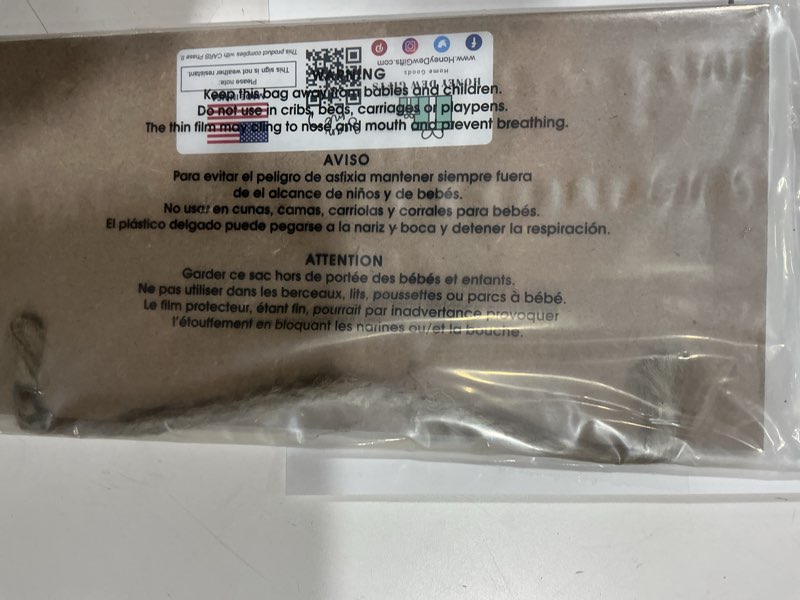 WARNING
Keep this bag away from babies and children.
Do not use in cribs, beds, carriages or playpens.
The thin film may cling to nose and mouth and prevent breathing.
AVISO
Para evitar el peligro de asfixia mantener siempre fuera
de el alcance de niños y de bebés.
No usar en cunas, camas, carriolas y corrales para bebés.
El plástico delgado puede pegarse a la nariz y boca y detener la respiración.
ATTENTION
Garder ce sac hors de portée des bébés et enfants.
Ne pas utiliser dans les berceaux, lits, poussettes ou parcs à bébé.
Le film protecteur, étant fin, pourrait par inadvertance provoquer
l'étouffement en bloquant les narines ou/et la bouche.
HONEY DEW GIFTS
Home Goods
www.HoneyDewGifts.com
Please note:
This sign is not weather resistant.
This product complies with CARB Phase II